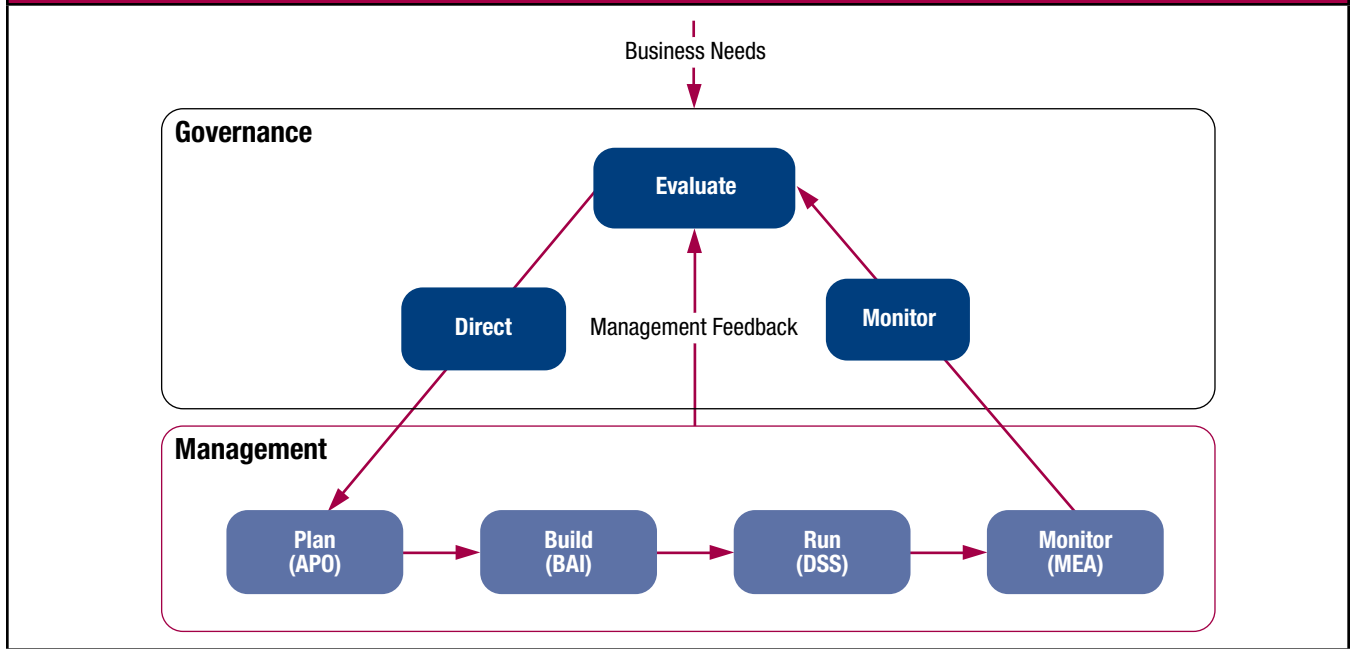 Business Needs
Governance
Evaluate
Direct
Management Feedback
Monitor
Management
Plan
(APO)
Build
(BAI)
Run
(DSS)
Monitor
(MEA)